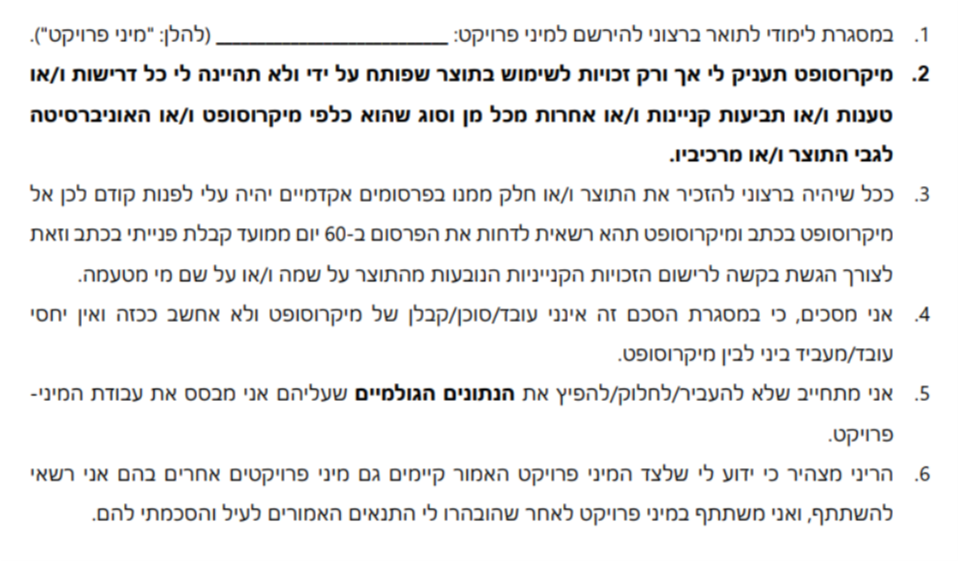 1. במסגרת לימודי לתואר ברצוני להירשם למיני פרויקט: ____________________________ (להלן: "מיני פרויקט").
2. מיקרוסופט תעניק לי אך ורק זכויות לשימוש בתוצר שפותח על ידי ולא תהיינה לי כל דרישות ו/או
טענות ו/או תביעות קנייניות ו/או אחרות מכל מן וסוג שהוא כלפי מיקרוסופט ו/או האוניברסיטה
לגבי התוצר ו/או מרכיביו.
3. ככל שיהיה ברצוני להזכיר את התוצר ו/או חלק ממנו בפרסומים אקדמיים יהיה עלי לפנות קודם לכן אל
מיקרוסופט בכתב ומיקרוסופט תהא רשאית לדחות את הפרסום ב-60 יום ממועד קבלת פנייתי בכתב וזאת
לצורך הגשת בקשה לרישום הזכויות הקנייניות הנובעות מהתוצר על שמה ו/או על שם מי מטעמה.
4. אני מסכים, כי במסגרת הסכם זה אינני עובד/סוכן/קבלן של מיקרוסופט ולא אחשב ככזה ואין יחסי
עובד/מעביד ביני לבין מיקרוסופט.
5. אני מתחייב שלא להעביר/לחלוק/להפיץ את הנתונים הגולמיים שעליהם אני מבסס את עבודת המיני-
פרויקט.
6. הריני מצהיר כי ידוע לי שלצד המיני פרויקט האמור קיימים גם מיני פרויקטים אחרים בהם אני רשאי
להשתתף, ואני משתתף במיני פרויקט לאחר שהובהרו לי התנאים האמורים לעיל והסכמתי להם.